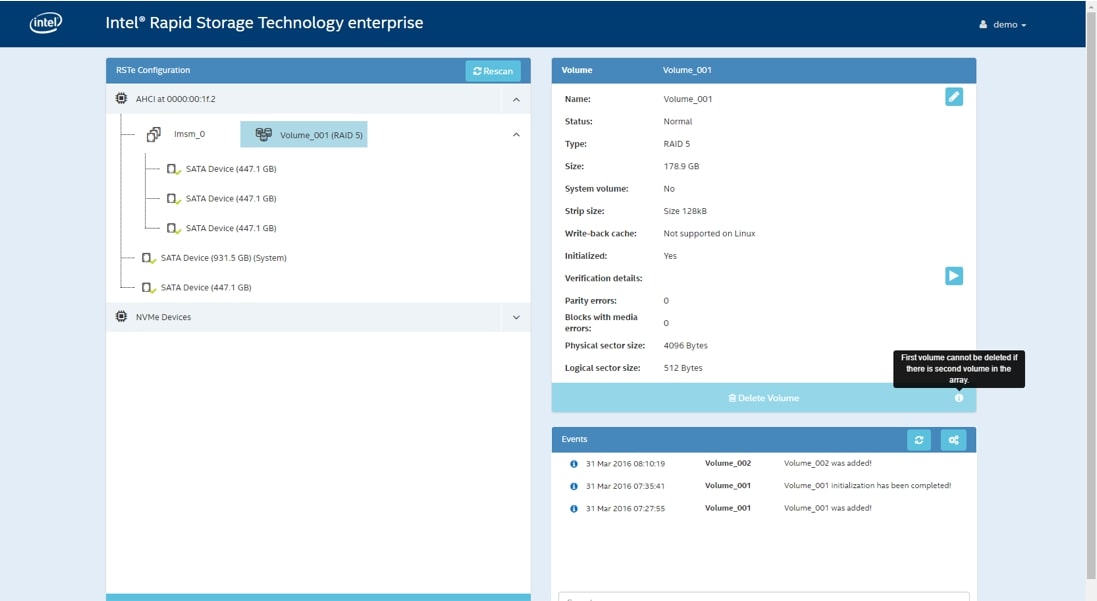 intel
Intel® Rapid Storage Technology enterprise
demo
RSTe Configuration
Rescan
AHCI at 0000:00:1f.2
Imsm_0
Volume_001 (RAID 5)
SATA Device (447.1 GB)
SATA Device (447.1 GB)
SATA Device (447.1 GB)
SATA Device (931.5 GB) (System)
SATA Device (447.1 GB)
NVMe Devices
Volume Volume_001
Name: Volume_001
Status: Normal
Type: RAID 5
Size: 178.9 GB
System volume: No
Strip size: Size 128kB
Write-back cache: Not supported on Linux
Initialized: Yes
Verification details:
Parity errors: 0
Blocks with media
errors: 0
Physical sector size: 4096 Bytes
Logical sector size: 512 Bytes
First volume cannot be deleted if
there is second volume in the
array.
Delete Volume
Events
31 Mar 2016 08:10:19 Volume_002 Volume_002 was added!
31 Mar 2016 07:35:41 Volume_001 Volume_001 initialization has been completed!
31 Mar 2016 07:27:55 Volume_001 Volume_001 was added!